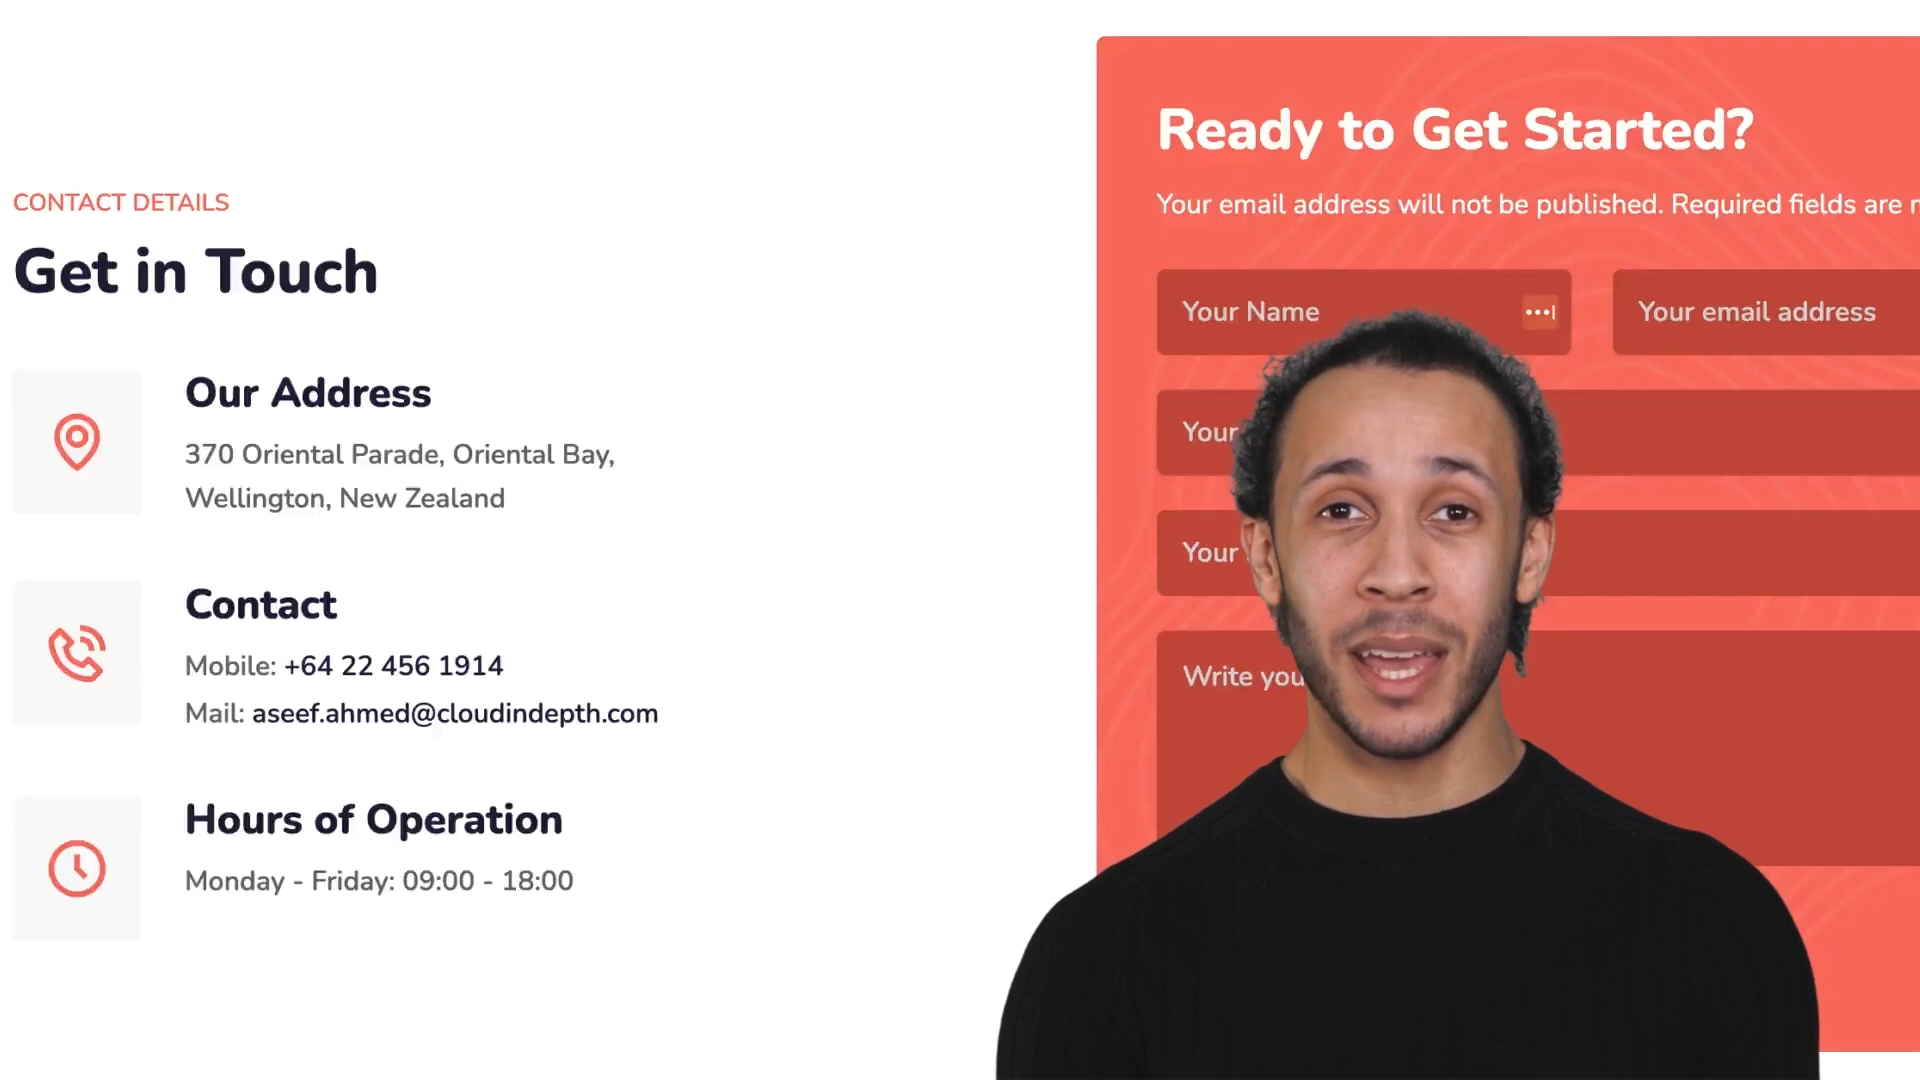 CONTACT DETAILS
Get in Touch
Our Address
370 Oriental Parade, Oriental Bay,
Wellington, New Zealand
Contact
Mobile: +64 22 456 1914
Mail: aseef.ahmed@cloudindepth.com
Hours of Operation
Monday - Friday: 09:00 - 18:00
Ready to Get Started?
Your email address will not be published. Required fields are
Your Name
Your email address
Your
Your
Write you